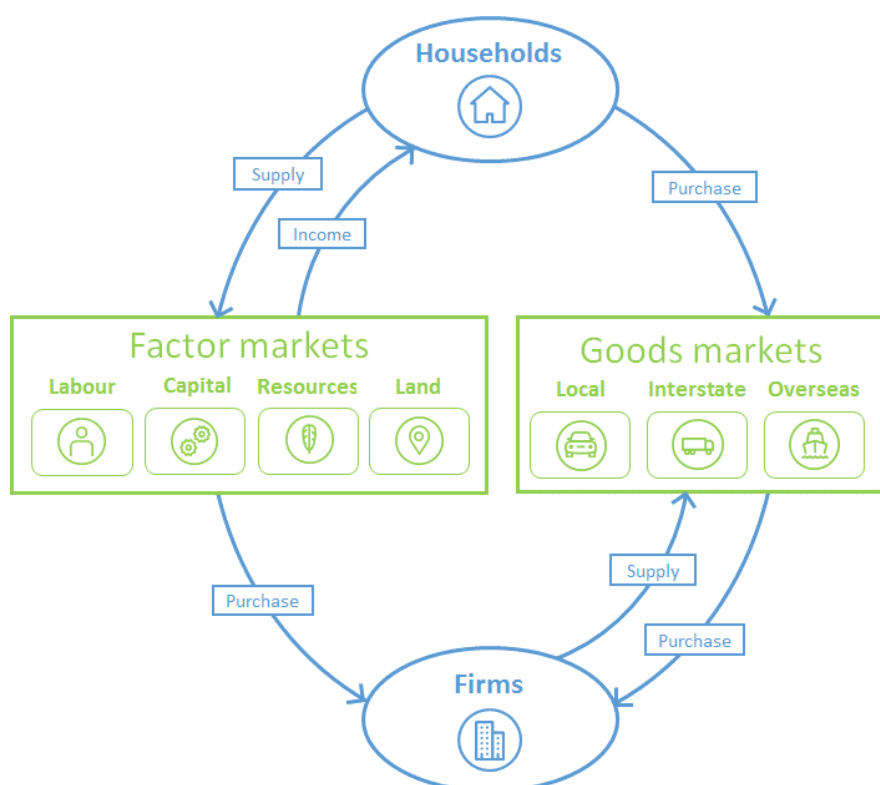 Households
Supply
Purchase
Income
Factor markets
Labour Capital Resources Land
Goods markets
Local Interstate Overseas
Purchase
Supply
Purchase
Firms